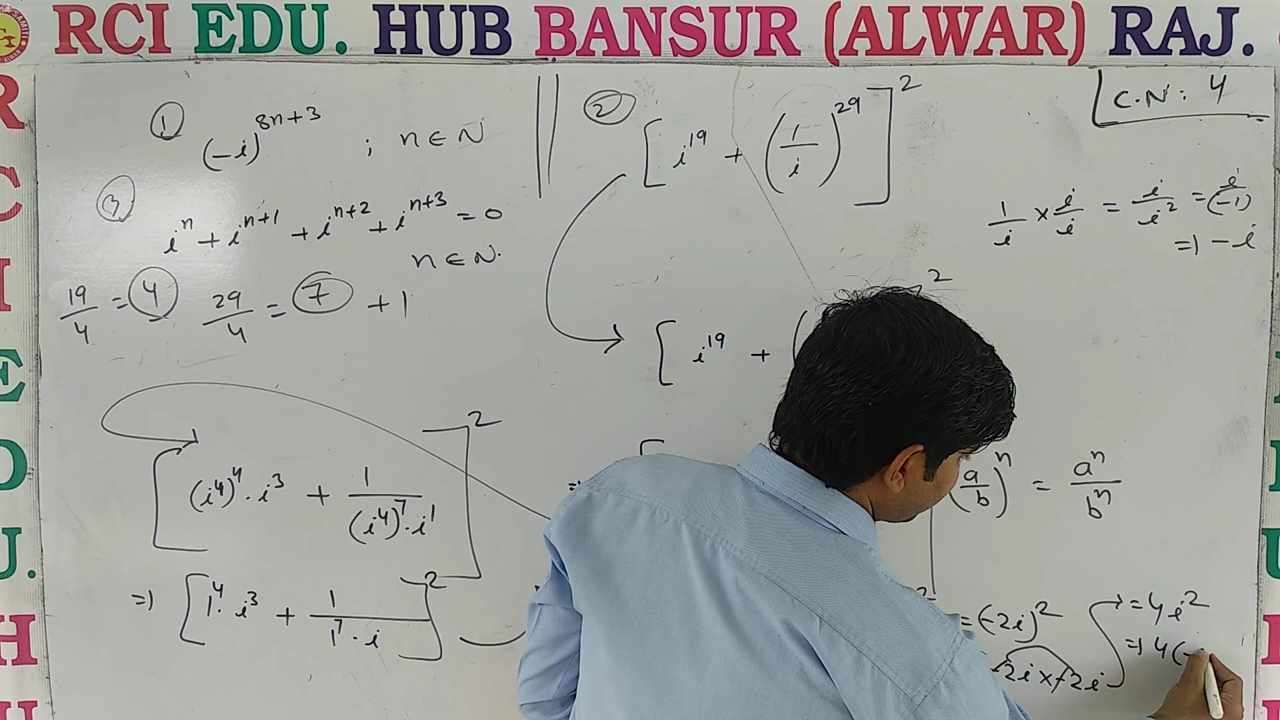 RCI EDU. HUB BANSUR (ALWAR) RAJ.
C.N: 4
① (-i)^{8n+3} ; n ∈ N
② [i^{19} + (1/i)^{29}]^2
③ i^n + i^{n+1} + i^{n+2} + i^{n+3} = 0
n ∈ N.
19/4 = 4 29/4 = 7 + 1
1/i × i/i = i/i^2 = i/(-1)
⇒ -i
[i^{19} + (
2
[(i^4)^4 · i^3 + 1/((i^4)^7 · i^1)]^2
⇒ [1^4 · i^3 + 1/(1^7 · i)]^2
(a/b)^n = a^n/b^n
= (-2i)^2
-2i × -2i
= 4i^2
⇒ 4(-
R
C
I
E
D
U.
H